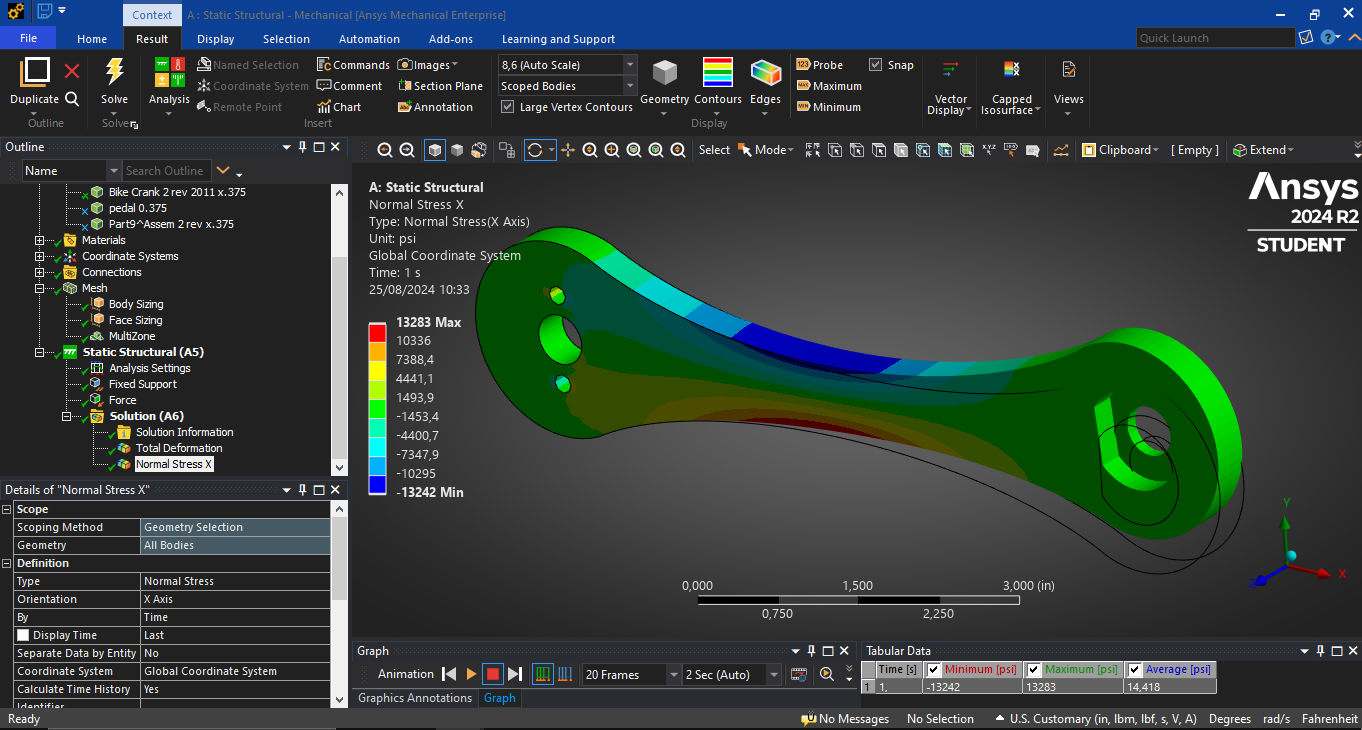 Context
A : Static Structural - Mechanical [Ansys Mechanical Enterprise]
File Home Result Display Selection Automation Add-ons Learning and Support Quick Launch
Duplicate
Outline
Solve
Solve
Analysis
Named Selection
Coordinate System
Remote Point
Commands
Comment
Chart
Images
Section Plane
Annotation
Insert
8,6 (Auto Scale)
Scoped Bodies
Large Vertex Contours
Geometry
Contours
Edges
Display
Probe
Maximum
Minimum
Snap
Vector
Display
Capped
Isosurface
Views
Outline
Name Search Outline
Select Mode Clipboard [ Empty ] Extend
Bike Crank 2 rev 2011 x.375
pedal 0.375
Part9^Assem 2 rev x.375
Materials
Coordinate Systems
Connections
Mesh
Body Sizing
Face Sizing
MultiZone
Static Structural (A5)
Analysis Settings
Fixed Support
Force
Solution (A6)
Solution Information
Total Deformation
Normal Stress X
Details of "Normal Stress X"
Scope
Scoping Method Geometry Selection
Geometry All Bodies
Definition
Type Normal Stress
Orientation X Axis
By Time
Display Time Last
Separate Data by Entity No
Coordinate System Global Coordinate System
Calculate Time History Yes
Identifier
A: Static Structural
Normal Stress X
Type: Normal Stress(X Axis)
Unit: psi
Global Coordinate System
Time: 1 s
25/08/2024 10:33
13283 Max
10336
7388,4
4441,1
1493,9
-1453,4
-4400,7
-7347,9
-10295
-13242 Min
Ansys
2024 R2
STUDENT
Y
X
Z
0,000 1,500 3,000 (in)
0,750 2,250
Graph
Animation 20 Frames 2 Sec (Auto)
Graphics Annotations Graph
Tabular Data
Time [s] Minimum [psi] Maximum [psi] Average [psi]
1 1, -13242 13283 14,418
Ready No Messages No Selection U.S. Customary (in, lbm, lbf, s, V, A) Degrees rad/s Fahrenheit